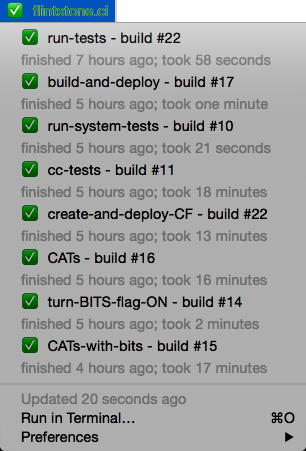 flintstone.ci
run-tests - build #22
finished 7 hours ago; took 58 seconds
build-and-deploy - build #17
finished 5 hours ago; took one minute
run-system-tests - build #10
finished 5 hours ago; took 21 seconds
cc-tests - build #11
finished 5 hours ago; took 18 minutes
create-and-deploy-CF - build #22
finished 5 hours ago; took 13 minutes
CATs - build #16
finished 5 hours ago; took 16 minutes
turn-BITS-flag-ON - build #14
finished 5 hours ago; took 2 minutes
CATs-with-bits - build #15
finished 4 hours ago; took 17 minutes
Updated 20 seconds ago
Run in Terminal… ⌘O
Preferences